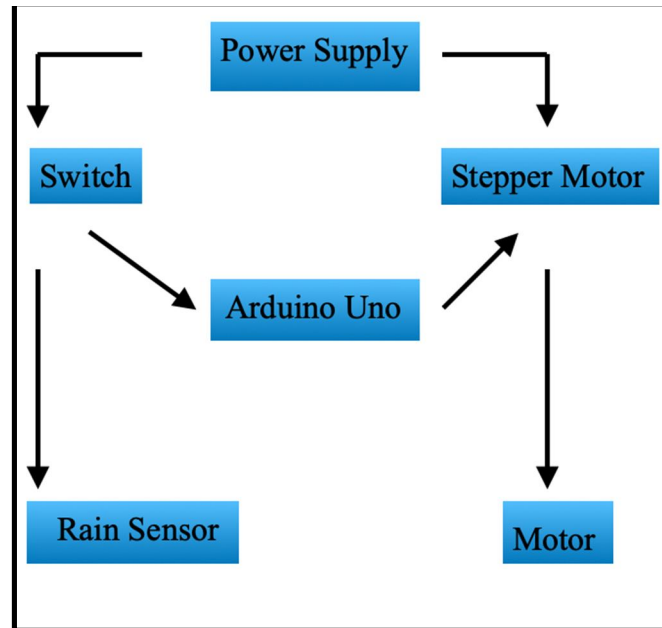 Power Supply
Switch
Stepper Motor
Arduino Uno
Rain Sensor
Motor